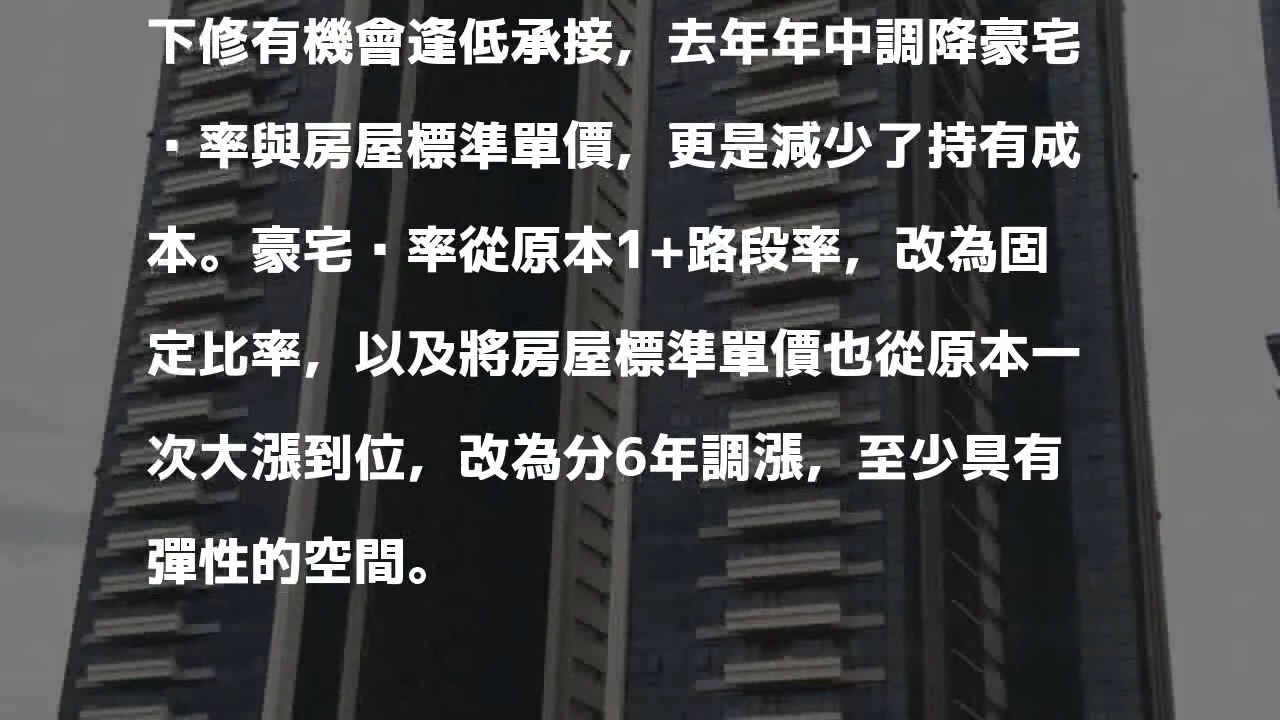 下修有機會逢低承接，去年年中調降豪宅
·率與房屋標準單價，更是減少了持有成
本。豪宅·率從原本1+路段率，改為固
定比率，以及將房屋標準單價也從原本一
次大漲到位，改為分6年調漲，至少具有
彈性的空間。